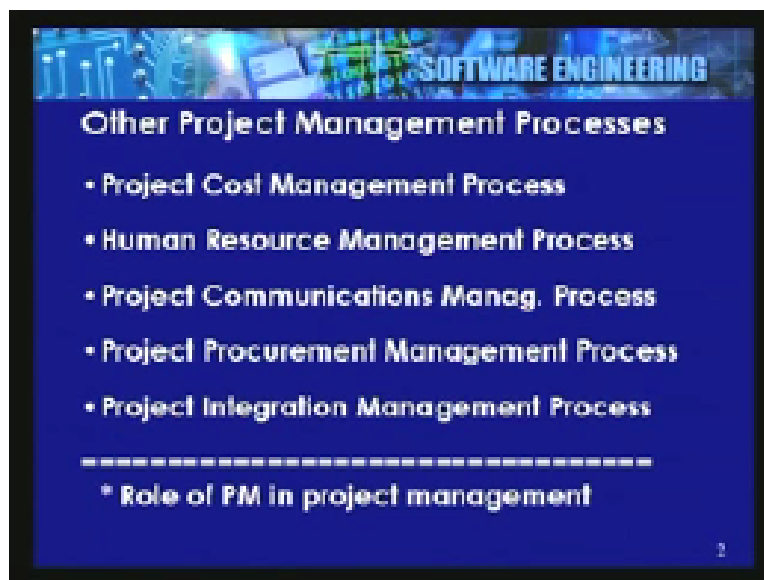 SOFTWARE ENGINEERING
Other Project Management Processes
• Project Cost Management Process
• Human Resource Management Process
• Project Communications Manag. Process
• Project Procurement Management Process
• Project Integration Management Process
* Role of PM in project management
2